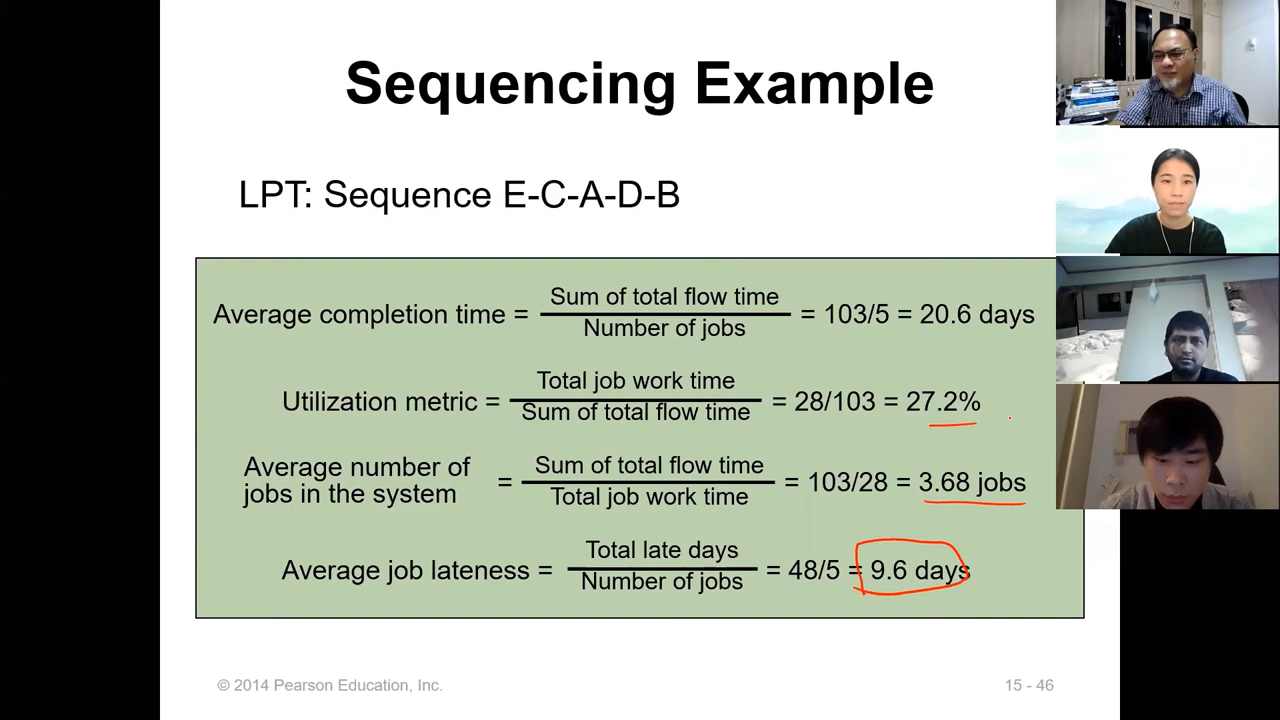 Sequencing Example
LPT: Sequence E-C-A-D-B
Average completion time = Sum of total flow time / Number of jobs = 103/5 = 20.6 days
Utilization metric = Total job work time / Sum of total flow time = 28/103 = 27.2%
Average number of jobs in the system = Sum of total flow time / Total job work time = 103/28 = 3.68 jobs
Average job lateness = Total late days / Number of jobs = 48/5 = 9.6 days
© 2014 Pearson Education, Inc.
15 - 46